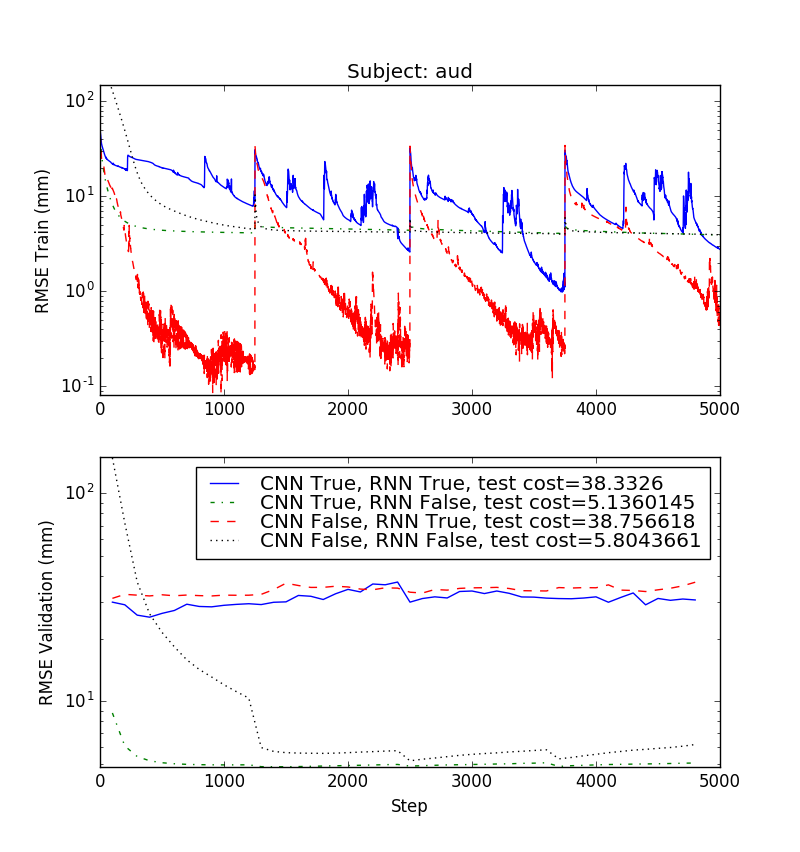 Subject: aud
RMSE Train (mm)
10²
10¹
10⁰
10⁻¹
0 1000 2000 3000 4000 5000
RMSE Validation (mm)
10²
10¹
CNN True, RNN True, test cost=38.3326
CNN True, RNN False, test cost=5.1360145
CNN False, RNN True, test cost=38.756618
CNN False, RNN False, test cost=5.8043661
0 1000 2000 3000 4000 5000
Step